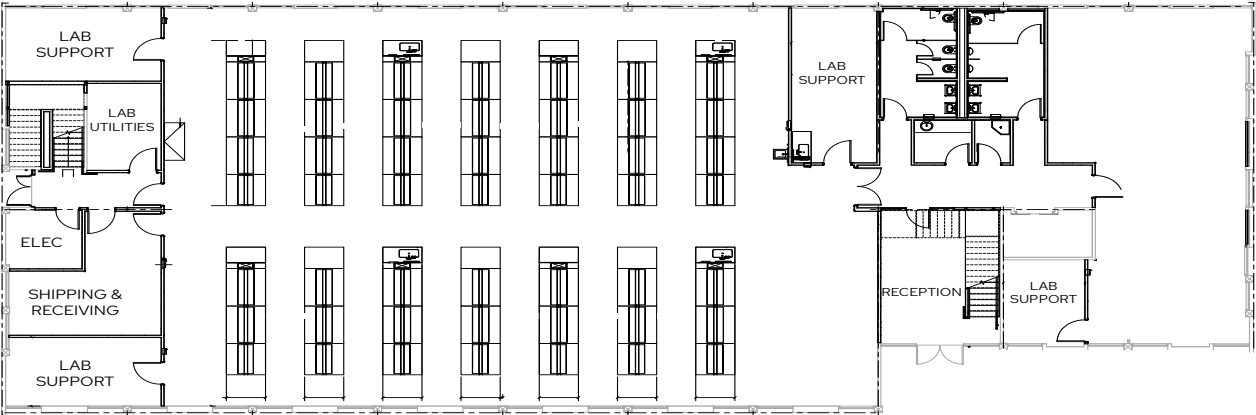 LAB
SUPPORT
LAB
UTILITIES
ELEC
SHIPPING &
RECEIVING
LAB
SUPPORT
LAB
SUPPORT
RECEPTION
LAB
SUPPORT